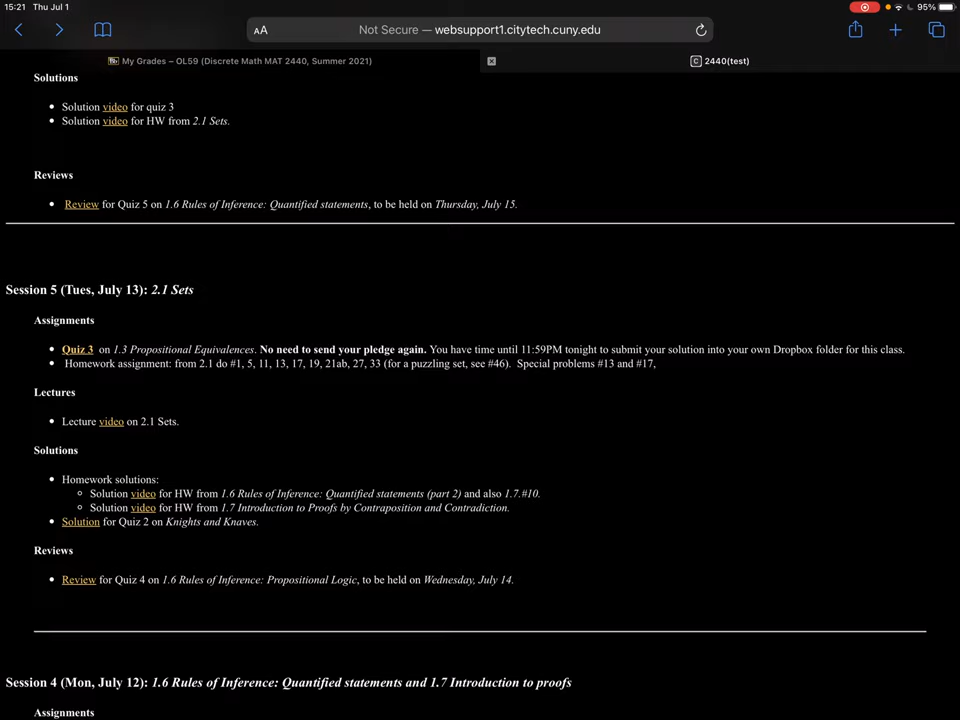 15:21 Thu Jul 1
95%
AA
Not Secure — websupport1.citytech.cuny.edu
My Grades – OL59 (Discrete Math MAT 2440, Summer 2021)
C 2440(test)
Solutions
• Solution video for quiz 3
• Solution video for HW from 2.1 Sets.
Reviews
• Review for Quiz 5 on 1.6 Rules of Inference: Quantified statements, to be held on Thursday, July 15.
Session 5 (Tues, July 13): 2.1 Sets
Assignments
• Quiz 3 on 1.3 Propositional Equivalences. No need to send your pledge again. You have time until 11:59PM tonight to submit your solution into your own Dropbox folder for this class.
• Homework assignment: from 2.1 do #1, 5, 11, 13, 17, 19, 21ab, 27, 33 (for a puzzling set, see #46). Special problems #13 and #17,
Lectures
• Lecture video on 2.1 Sets.
Solutions
• Homework solutions:
◦ Solution video for HW from 1.6 Rules of Inference: Quantified statements (part 2) and also 1.7.#10.
◦ Solution video for HW from 1.7 Introduction to Proofs by Contraposition and Contradiction.
• Solution for Quiz 2 on Knights and Knaves.
Reviews
• Review for Quiz 4 on 1.6 Rules of Inference: Propositional Logic, to be held on Wednesday, July 14.
Session 4 (Mon, July 12): 1.6 Rules of Inference: Quantified statements and 1.7 Introduction to proofs
Assignments